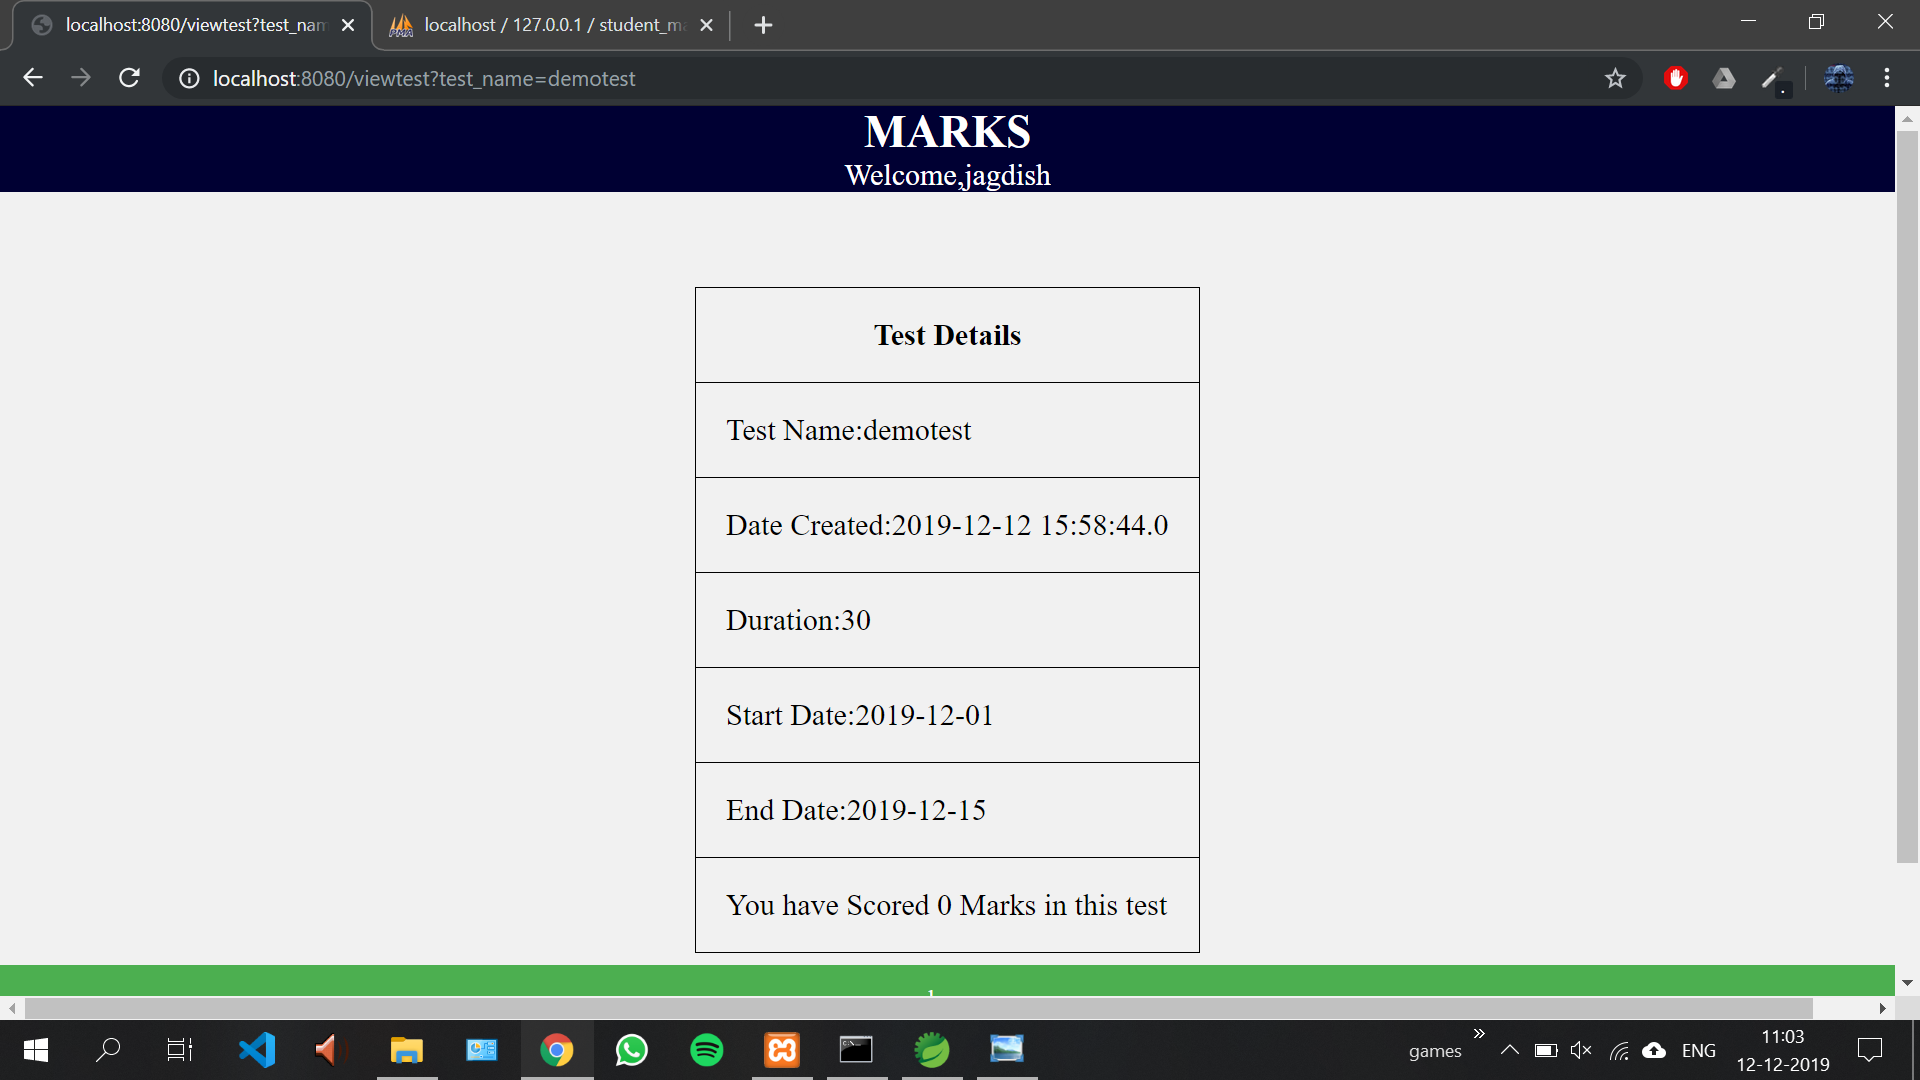 localhost:8080/viewtest?test_nam
localhost / 127.0.0.1 / student_ma
localhost:8080/viewtest?test_name=demotest
MARKS
Welcome,jagdish
Test Details
Test Name:demotest
Date Created:2019-12-12 15:58:44.0
Duration:30
Start Date:2019-12-01
End Date:2019-12-15
You have Scored 0 Marks in this test
games
ENG
11:03
12-12-2019